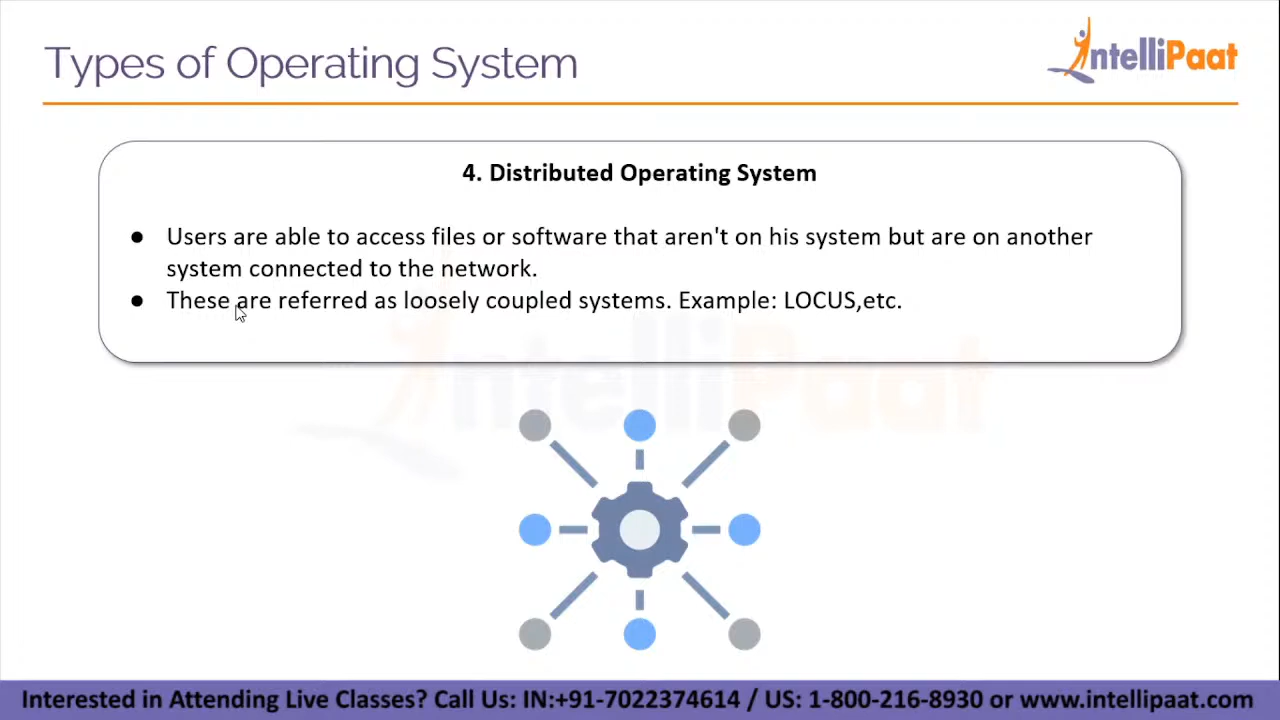 Types of Operating System
IntelliPaat
4. Distributed Operating System
● Users are able to access files or software that aren't on his system but are on another
system connected to the network.
● These are referred as loosely coupled systems. Example: LOCUS,etc.
IntelliPaat
Interested in Attending Live Classes? Call Us: IN:+91-7022374614 / US: 1-800-216-8930 or www.intellipaat.com